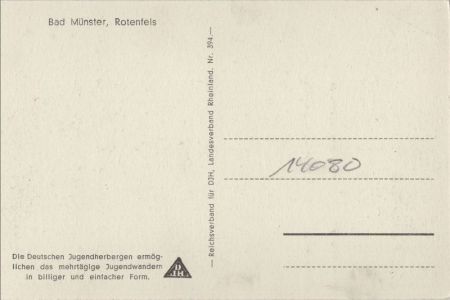 Bad Münster, Rotenfels
— Reichsverband für DJH, Landesverband Rheinland. Nr. 394 —
14080
Die Deutschen Jugendherbergen ermög-
lichen das mehrtägige Jugendwandern
in billiger und einfacher Form.
D
JH